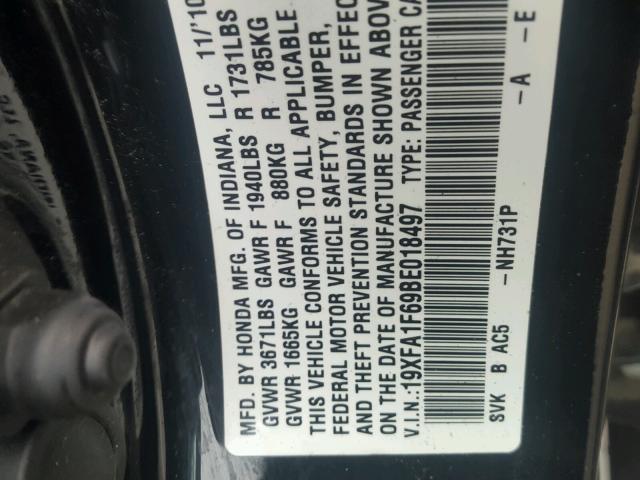 MFD. BY HONDA MFG. OF INDIANA, LLC 11/'10
GVWR 3671LBS GAWR F 1940LBS R 1731LBS
GVWR 1665KG GAWR F 880KG R 785KG
THIS VEHICLE CONFORMS TO ALL APPLICABLE
FEDERAL MOTOR VEHICLE SAFETY, BUMPER,
AND THEFT PREVENTION STANDARDS IN EFFEC
ON THE DATE OF MANUFACTURE SHOWN ABOV
V.I.N.:19XFA1F69BE018497 TYPE: PASSENGER CA
SVK B AC5 -NH731P -A -E